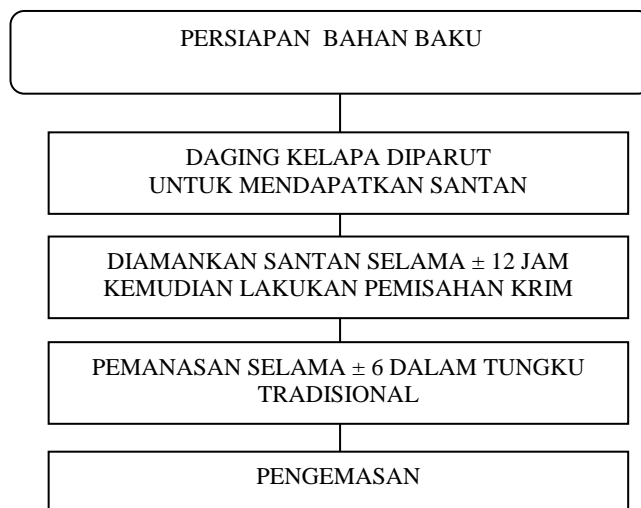 PERSIAPAN BAHAN BAKU
DAGING KELAPA DIPARUT
UNTUK MENDAPATKAN SANTAN
DIAMANKAN SANTAN SELAMA ± 12 JAM
KEMUDIAN LAKUKAN PEMISAHAN KRIM
PEMANASAN SELAMA ± 6 DALAM TUNGKU
TRADISIONAL
PENGEMASAN